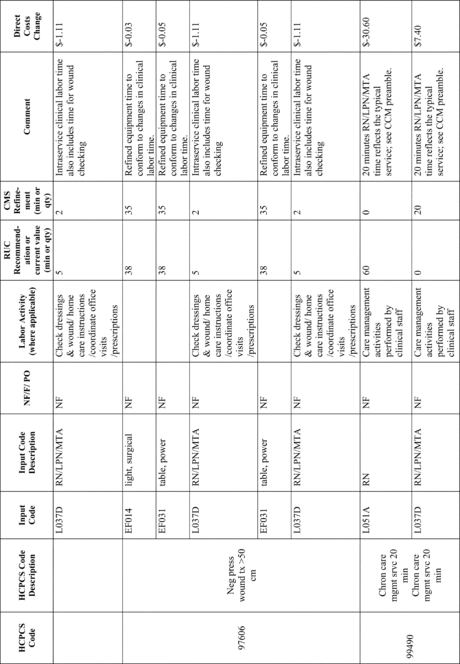 HCPCS
Code
HCPCS Code
Description
Input
Code
Input Code
Description
NF/F/ PO
Labor Activity
(where applicable)
RUC
Recommend-
ation or
current value
(min or qty)
CMS
Refine-
ment
(min or
qty)
Comment
Direct
Costs
Change
L037D
RN/LPN/MTA
NF
Check dressings
& wound/ home
care instructions
/coordinate office
visits
/prescriptions
5
2
Intraservice clinical labor time
also includes time for wound
checking
$-1.11
97606
Neg press
wound tx >50
cm
EF014
light, surgical
NF
38
35
Refined equipment time to
conform to changes in clinical
labor time.
$-0.03
EF031
table, power
NF
38
35
Refined equipment time to
conform to changes in clinical
labor time.
$-0.05
L037D
RN/LPN/MTA
NF
Check dressings
& wound/ home
care instructions
/coordinate office
visits
/prescriptions
5
2
Intraservice clinical labor time
also includes time for wound
checking
$-1.11
EF031
table, power
NF
38
35
Refined equipment time to
conform to changes in clinical
labor time.
$-0.05
L037D
RN/LPN/MTA
NF
Check dressings
& wound/ home
care instructions
/coordinate office
visits
/prescriptions
5
2
Intraservice clinical labor time
also includes time for wound
checking
$-1.11
99490
Chron care
mgmt srvc 20
min
L051A
RN
NF
Care management
activities
performed by
clinical staff
60
0
20 minutes RN/LPN/MTA
time reflects the typical
service; see CCM preamble.
$-30.60
Chron care
mgmt srvc 20
min
L037D
RN/LPN/MTA
NF
Care management
activities
performed by
clinical staff
0
20
20 minutes RN/LPN/MTA
time reflects the typical
service; see CCM preamble.
$7.40